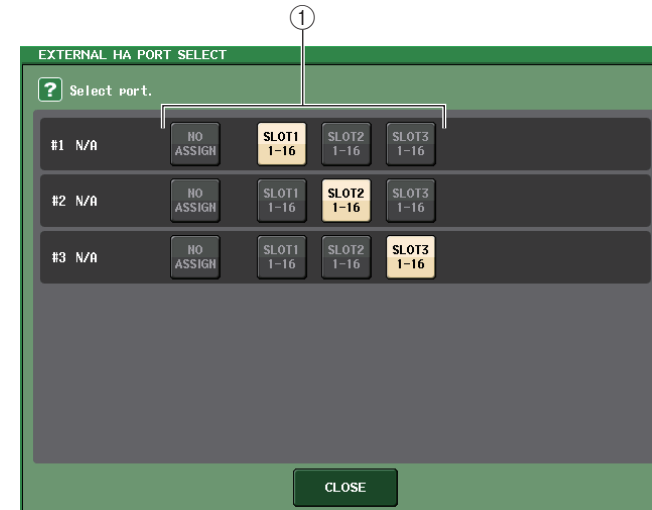 ①
EXTERNAL HA PORT SELECT
? Select port.
#1 N/A NO ASSIGN SLOT1 1-16 SLOT2 1-16 SLOT3 1-16
#2 N/A NO ASSIGN SLOT1 1-16 SLOT2 1-16 SLOT3 1-16
#3 N/A NO ASSIGN SLOT1 1-16 SLOT2 1-16 SLOT3 1-16
CLOSE